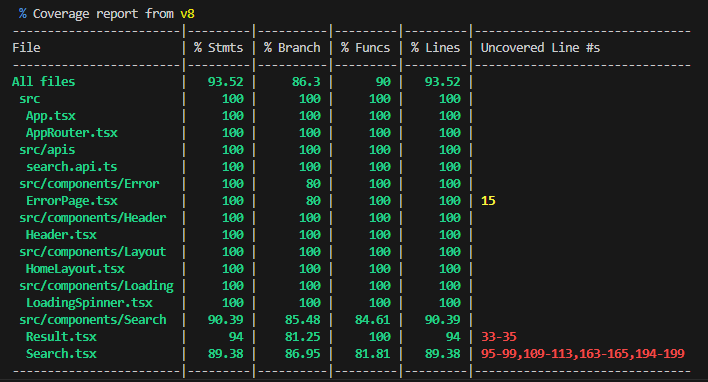 % Coverage report from v8
-------------------------|---------|----------|---------|---------|-------------------------------
File                     | % Stmts | % Branch | % Funcs | % Lines | Uncovered Line #s
-------------------------|---------|----------|---------|---------|-------------------------------
All files                |   93.52 |     86.3 |      90 |   93.52 |
 src                     |     100 |      100 |     100 |     100 |
  App.tsx                |     100 |      100 |     100 |     100 |
  AppRouter.tsx          |     100 |      100 |     100 |     100 |
 src/apis                |     100 |      100 |     100 |     100 |
  search.api.ts          |     100 |      100 |     100 |     100 |
 src/components/Error    |     100 |       80 |     100 |     100 |
  ErrorPage.tsx          |     100 |       80 |     100 |     100 | 15
 src/components/Header   |     100 |      100 |     100 |     100 |
  Header.tsx             |     100 |      100 |     100 |     100 |
 src/components/Layout   |     100 |      100 |     100 |     100 |
  HomeLayout.tsx         |     100 |      100 |     100 |     100 |
 src/components/Loading  |     100 |      100 |     100 |     100 |
  LoadingSpinner.tsx     |     100 |      100 |     100 |     100 |
 src/components/Search   |   90.39 |    85.48 |   84.61 |   90.39 |
  Result.tsx             |      94 |    81.25 |     100 |      94 | 33-35
  Search.tsx             |   89.38 |    86.95 |   81.81 |   89.38 | 95-99,109-113,163-165,194-199
-------------------------|---------|----------|---------|---------|-------------------------------